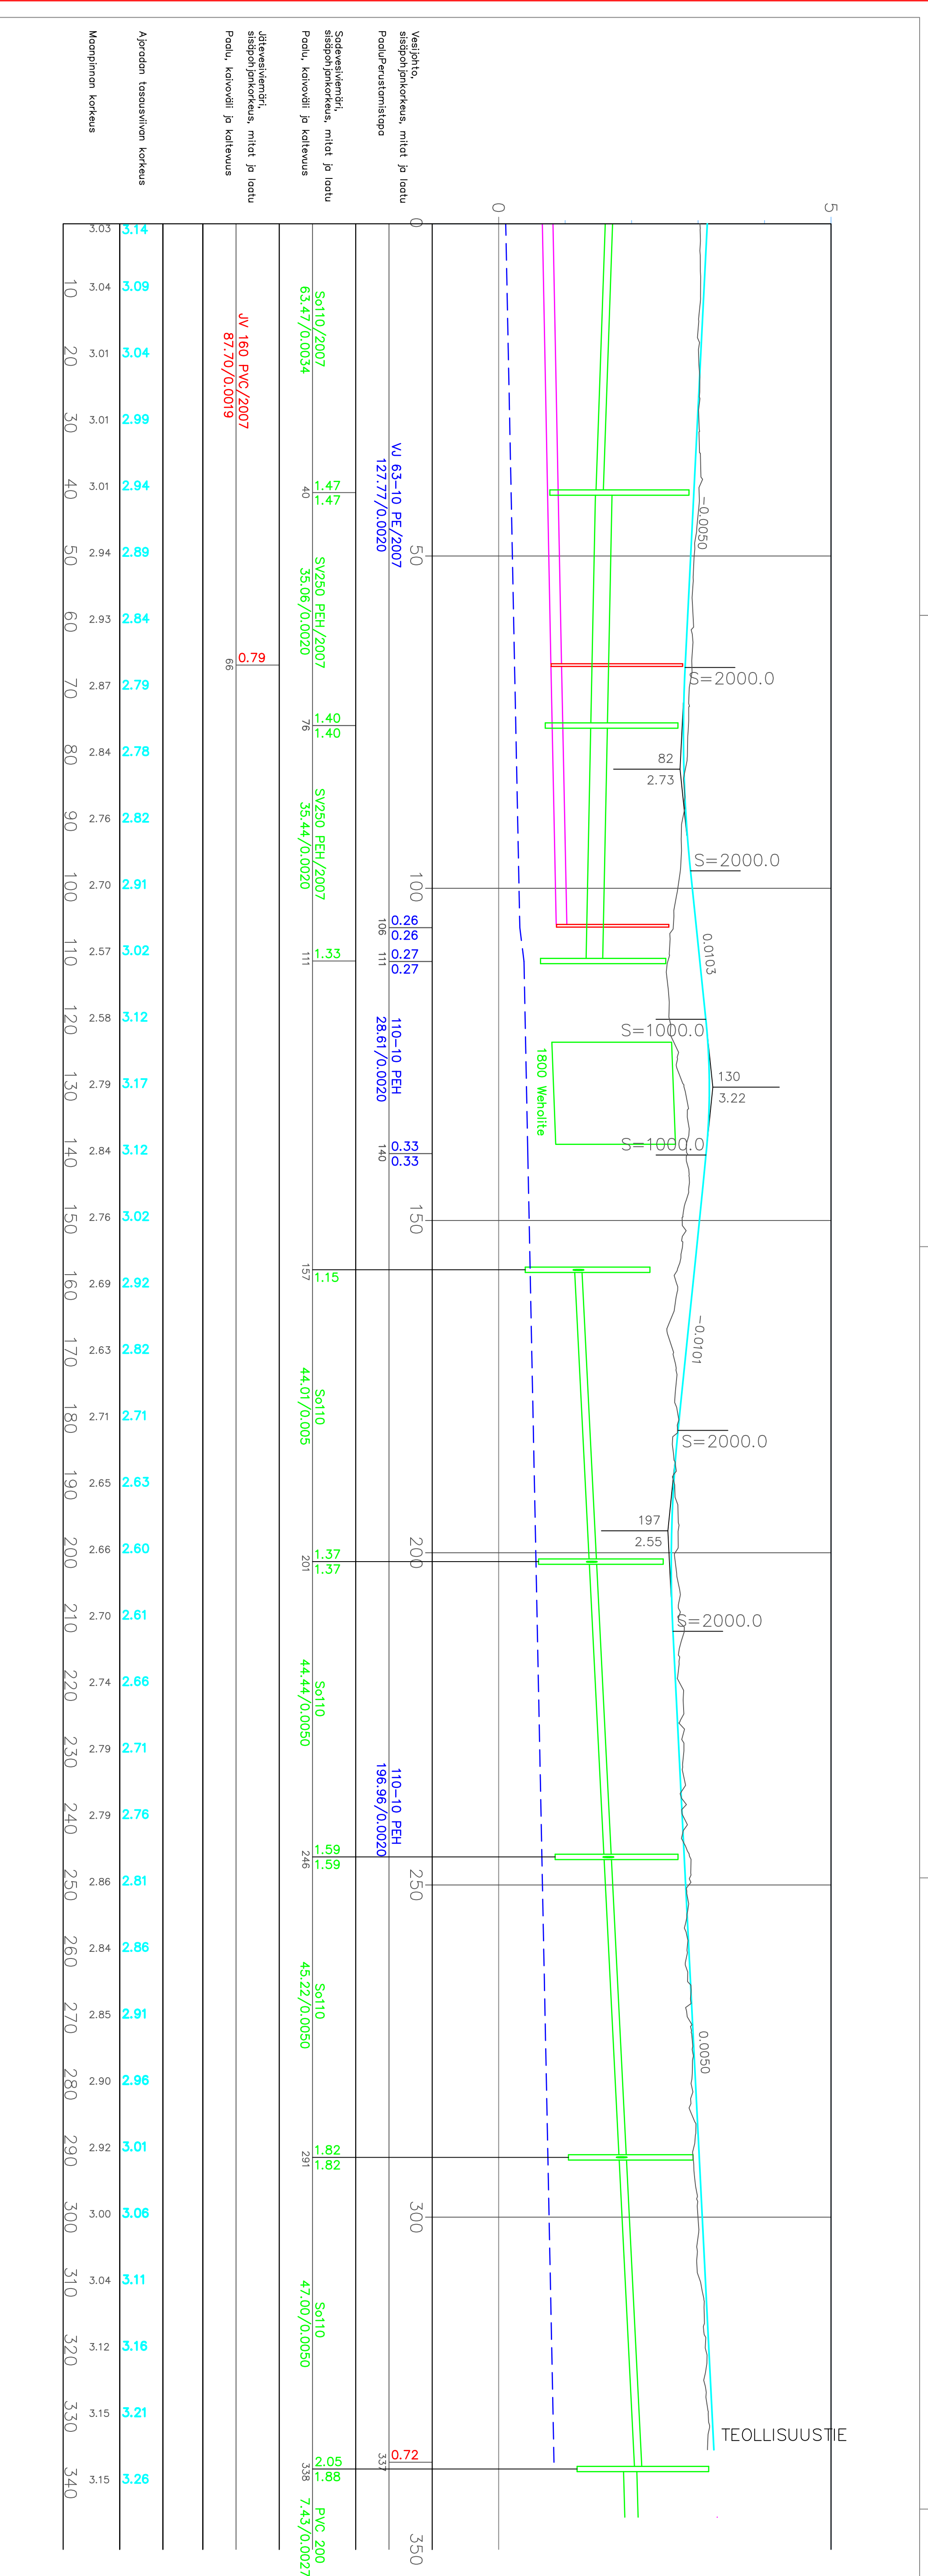 Vesijohto,
sisäpohjankorkeus, mitat ja laatu
PaaluPerustamistapa
Sadevesiviemäri,
sisäpohjankorkeus, mitat ja laatu
Paalu, kaivoväli ja kaltevuus
Jätevesiviemäri,
sisäpohjankorkeus, mitat ja laatu
Paalu, kaivoväli ja kaltevuus
Ajoradan tasausviivan korkeus
Maanpinnan korkeus
5
0
-0.0050
S=2000.0
82
2.73
S=2000.0
0.0103
S=1000.0
130
3.22
S=1000.0
1800 Weholite
-0.0101
S=2000.0
197
2.55
S=2000.0
0.0050
TEOLLISUUSTIE
0 50 100 150 200 250 300 350
VJ 63-10 PE/2007
127.77/0.0020
0.26 0.26
106
0.27 0.27
111
110-10 PEH
28.61/0.0020
0.33 0.33
140
110-10 PEH
196.96/0.0020
0.72
337
So110/2007
63.47/0.0034
1.47 1.47
40
SV250 PEH/2007
35.06/0.0020
1.40 1.40
76
SV250 PEH/2007
35.44/0.0020
1.33
111
1.15
157
So110
44.01/0.005
1.37 1.37
201
So110
44.44/0.0050
1.59 1.59
246
So110
45.22/0.0050
1.82 1.82
291
So110
47.00/0.0050
2.05 1.88
338
PVC 200
7.43/0.0027
JV 160 PVC/2007
87.70/0.0019
0.79
66
3.14 3.09 3.04 2.99 2.94 2.89 2.84 2.79 2.78 2.82 2.91 3.02 3.12 3.17 3.12 3.02 2.92 2.82 2.71 2.63 2.60 2.61 2.66 2.71 2.76 2.81 2.86 2.91 2.96 3.01 3.06 3.11 3.16 3.21 3.26
3.03 3.04 3.01 3.01 3.01 2.94 2.93 2.87 2.84 2.76 2.70 2.57 2.58 2.79 2.84 2.76 2.69 2.63 2.71 2.65 2.66 2.70 2.74 2.79 2.79 2.86 2.84 2.85 2.90 2.92 3.00 3.04 3.12 3.15 3.15
10 20 30 40 50 60 70 80 90 100 110 120 130 140 150 160 170 180 190 200 210 220 230 240 250 260 270 280 290 300 310 320 330 340